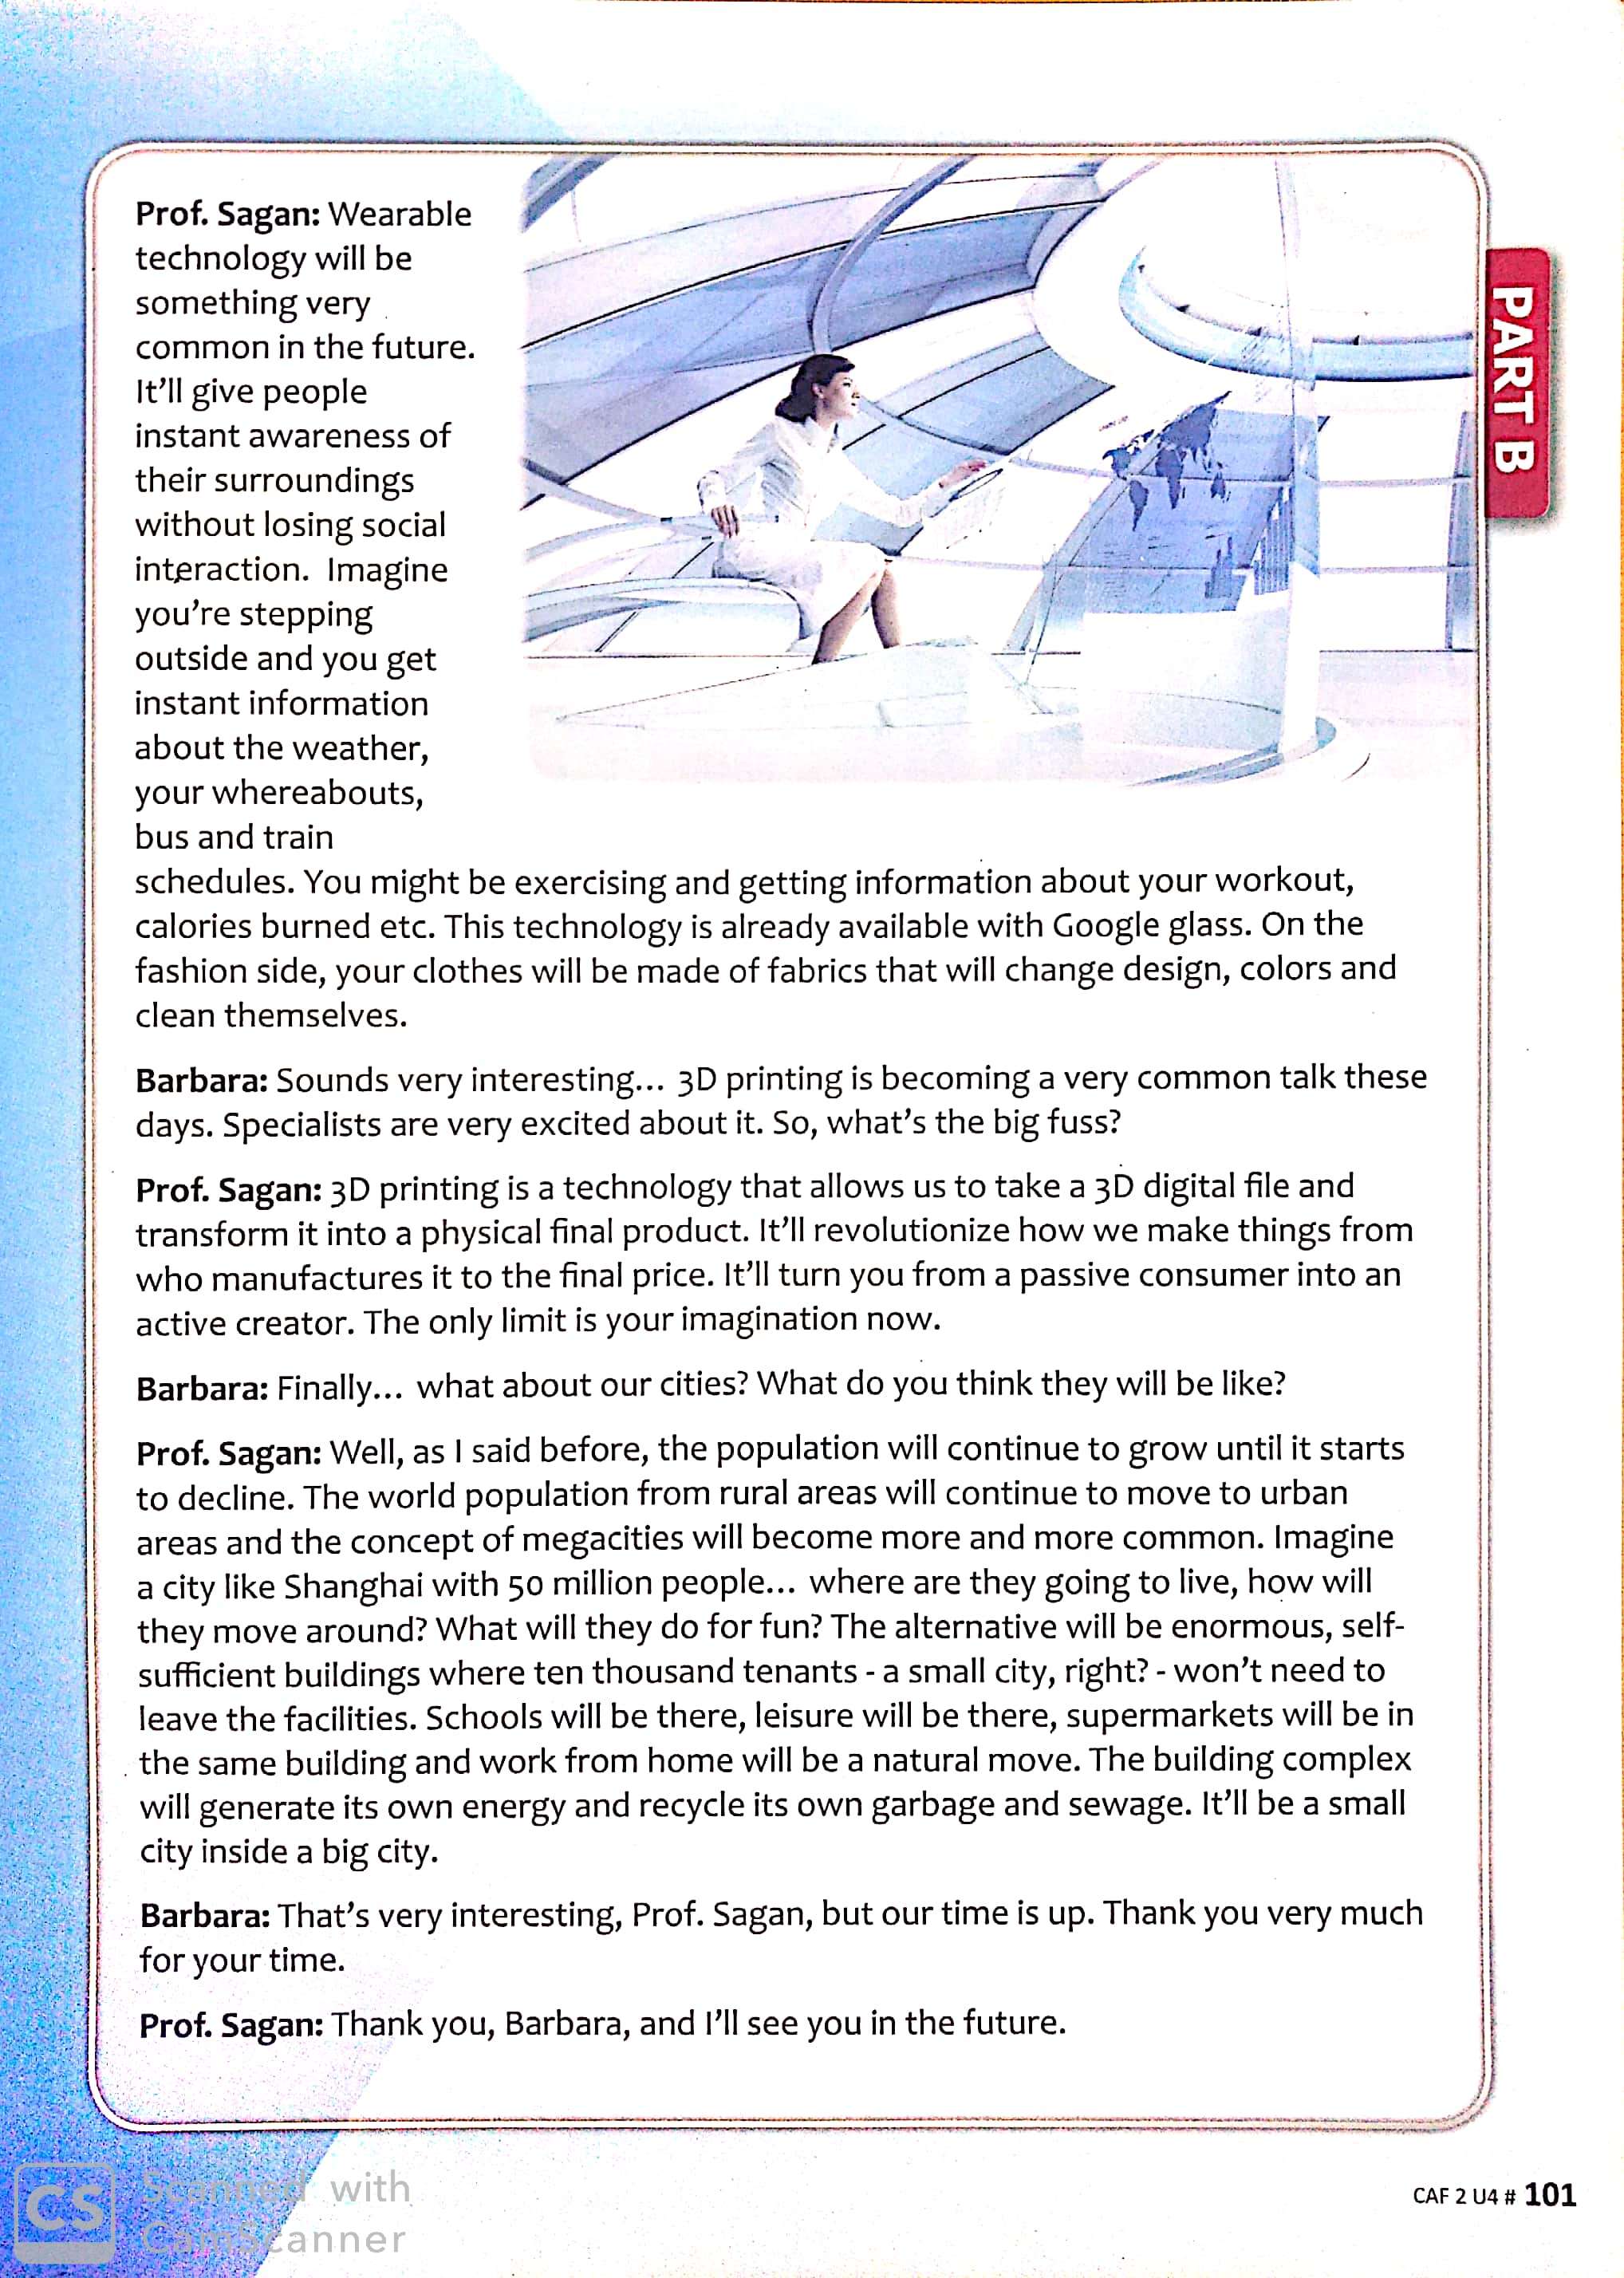 Prof. Sagan: Wearable
technology will be
something very
common in the future.
It'll give people
instant awareness of
their surroundings
without losing social
interaction. Imagine
you're stepping
outside and you get
instant information
about the weather,
your whereabouts,
bus and train
schedules. You might be exercising and getting information about your workout,
calories burned etc. This technology is already available with Google glass. On the
fashion side, your clothes will be made of fabrics that will change design, colors and
clean themselves.
Barbara: Sounds very interesting... 3D printing is becoming a very common talk these
days. Specialists are very excited about it. So, what's the big fuss?
Prof. Sagan: 3D printing is a technology that allows us to take a 3D digital file and
transform it into a physical final product. It'll revolutionize how we make things from
who manufactures it to the final price. It'll turn you from a passive consumer into an
active creator. The only limit is your imagination now.
Barbara: Finally... what about our cities? What do you think they will be like?
Prof. Sagan: Well, as I said before, the population will continue to grow until it starts
to decline. The world population from rural areas will continue to move to urban
areas and the concept of megacities will become more and more common. Imagine
a city like Shanghai with 50 million people... where are they going to live, how will
they move around? What will they do for fun? The alternative will be enormous, self-
sufficient buildings where ten thousand tenants - a small city, right? - won't need to
leave the facilities. Schools will be there, leisure will be there, supermarkets will be in
the same building and work from home will be a natural move. The building complex
will generate its own energy and recycle its own garbage and sewage. It'll be a small
city inside a big city.
Barbara: That's very interesting, Prof. Sagan, but our time is up. Thank you very much
for your time.
Prof. Sagan: Thank you, Barbara, and I'll see you in the future.
PART B
CAF 2 U4 # 101
CS
Scanned with
CamScanner